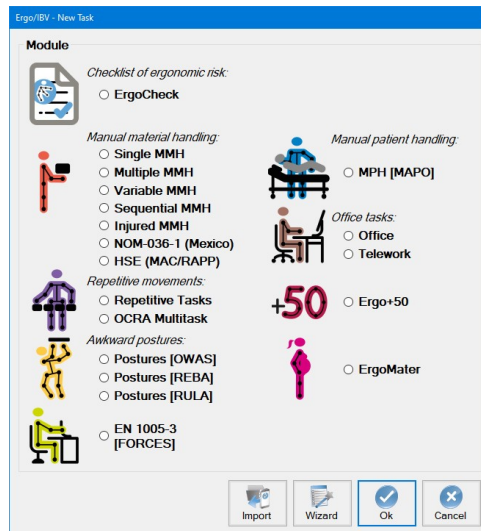 Ergo/IBV - New Task
Module
Checklist of ergonomic risk:
ErgoCheck
Manual material handling:
Single MMH
Multiple MMH
Variable MMH
Sequential MMH
Injured MMH
NOM-036-1 (Mexico)
HSE (MAC/RAPP)
Manual patient handling:
MPH [MAPO]
Office tasks:
Office
Telework
Repetitive movements:
Repetitive Tasks
OCRA Multitask
+50
Ergo+50
Awkward postures:
Postures [OWAS]
Postures [REBA]
Postures [RULA]
ErgoMater
EN 1005-3
[FORCES]
Import
Wizard
Ok
Cancel